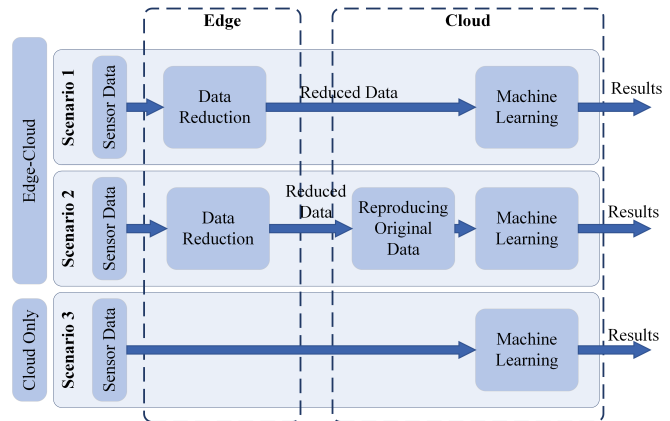 Edge
Cloud
Edge-Cloud
Scenario 1
Sensor Data
Data
Reduction
Reduced Data
Machine
Learning
Results
Scenario 2
Sensor Data
Data
Reduction
Reduced
Data
Reproducing
Original
Data
Machine
Learning
Results
Cloud Only
Scenario 3
Sensor Data
Machine
Learning
Results